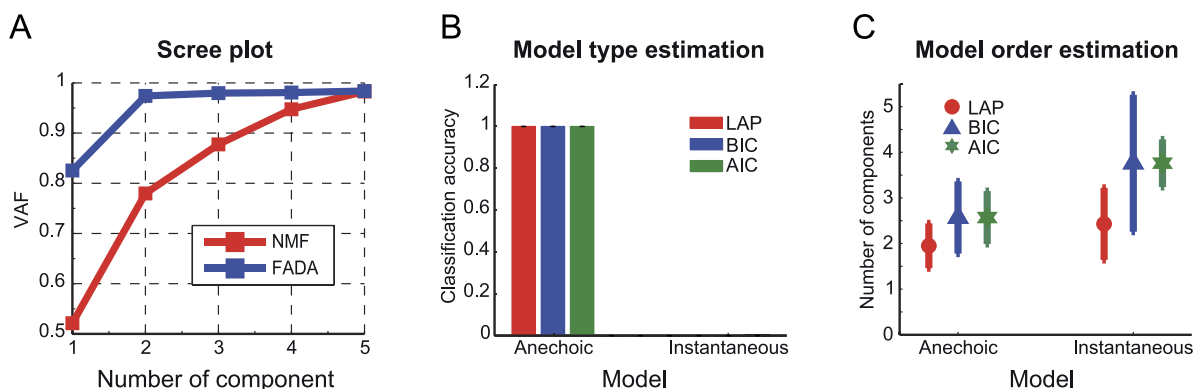 A
Scree plot
1
0.9
0.8
0.7
0.6
0.5
VAF
NMF
FADA
1 2 3 4 5
Number of component
B
Model type estimation
1.2
1
0.8
0.6
0.4
0.2
0
Classification accuracy
LAP
BIC
AIC
Anechoic Instantaneous
Model
C
Model order estimation
5
4
3
2
1
0
Number of components
LAP
BIC
AIC
Anechoic Instantaneous
Model